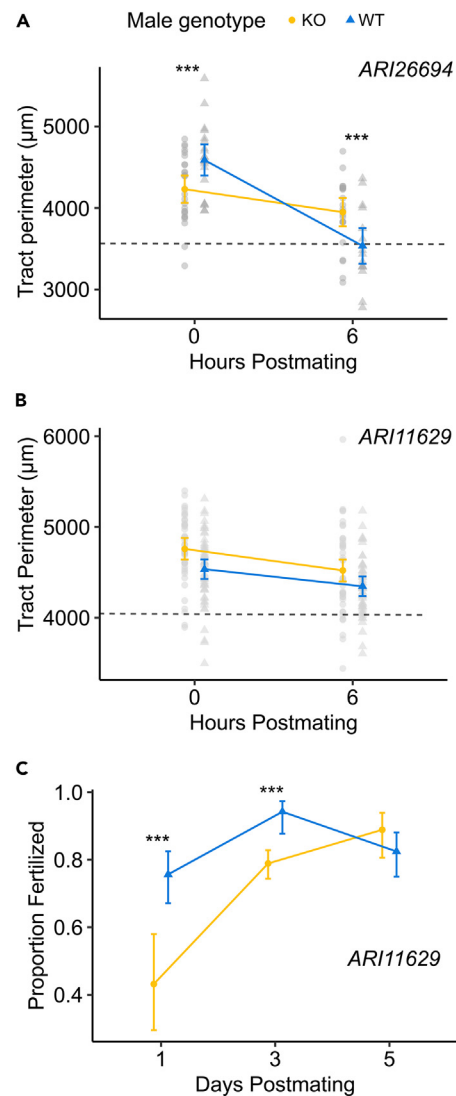 A Male genotype KO WT
*** ARI26694
***
Tract perimeter (µm)
5000
4000
3000
0 6
Hours Postmating
B
ARI11629
Tract Perimeter (µm)
6000
5000
4000
0 6
Hours Postmating
C
***
***
Proportion Fertilized
1.0
0.8
0.6
0.4
ARI11629
1 3 5
Days Postmating